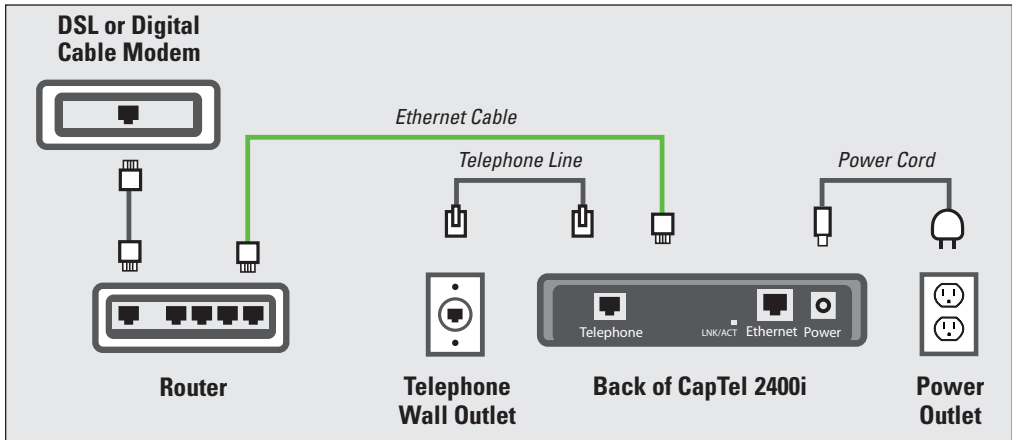 DSL or Digital
Cable Modem
Ethernet Cable
Telephone Line
Power Cord
Telephone
LNK/ACT
Ethernet
Power
Router
Telephone
Wall Outlet
Back of CapTel 2400i
Power
Outlet